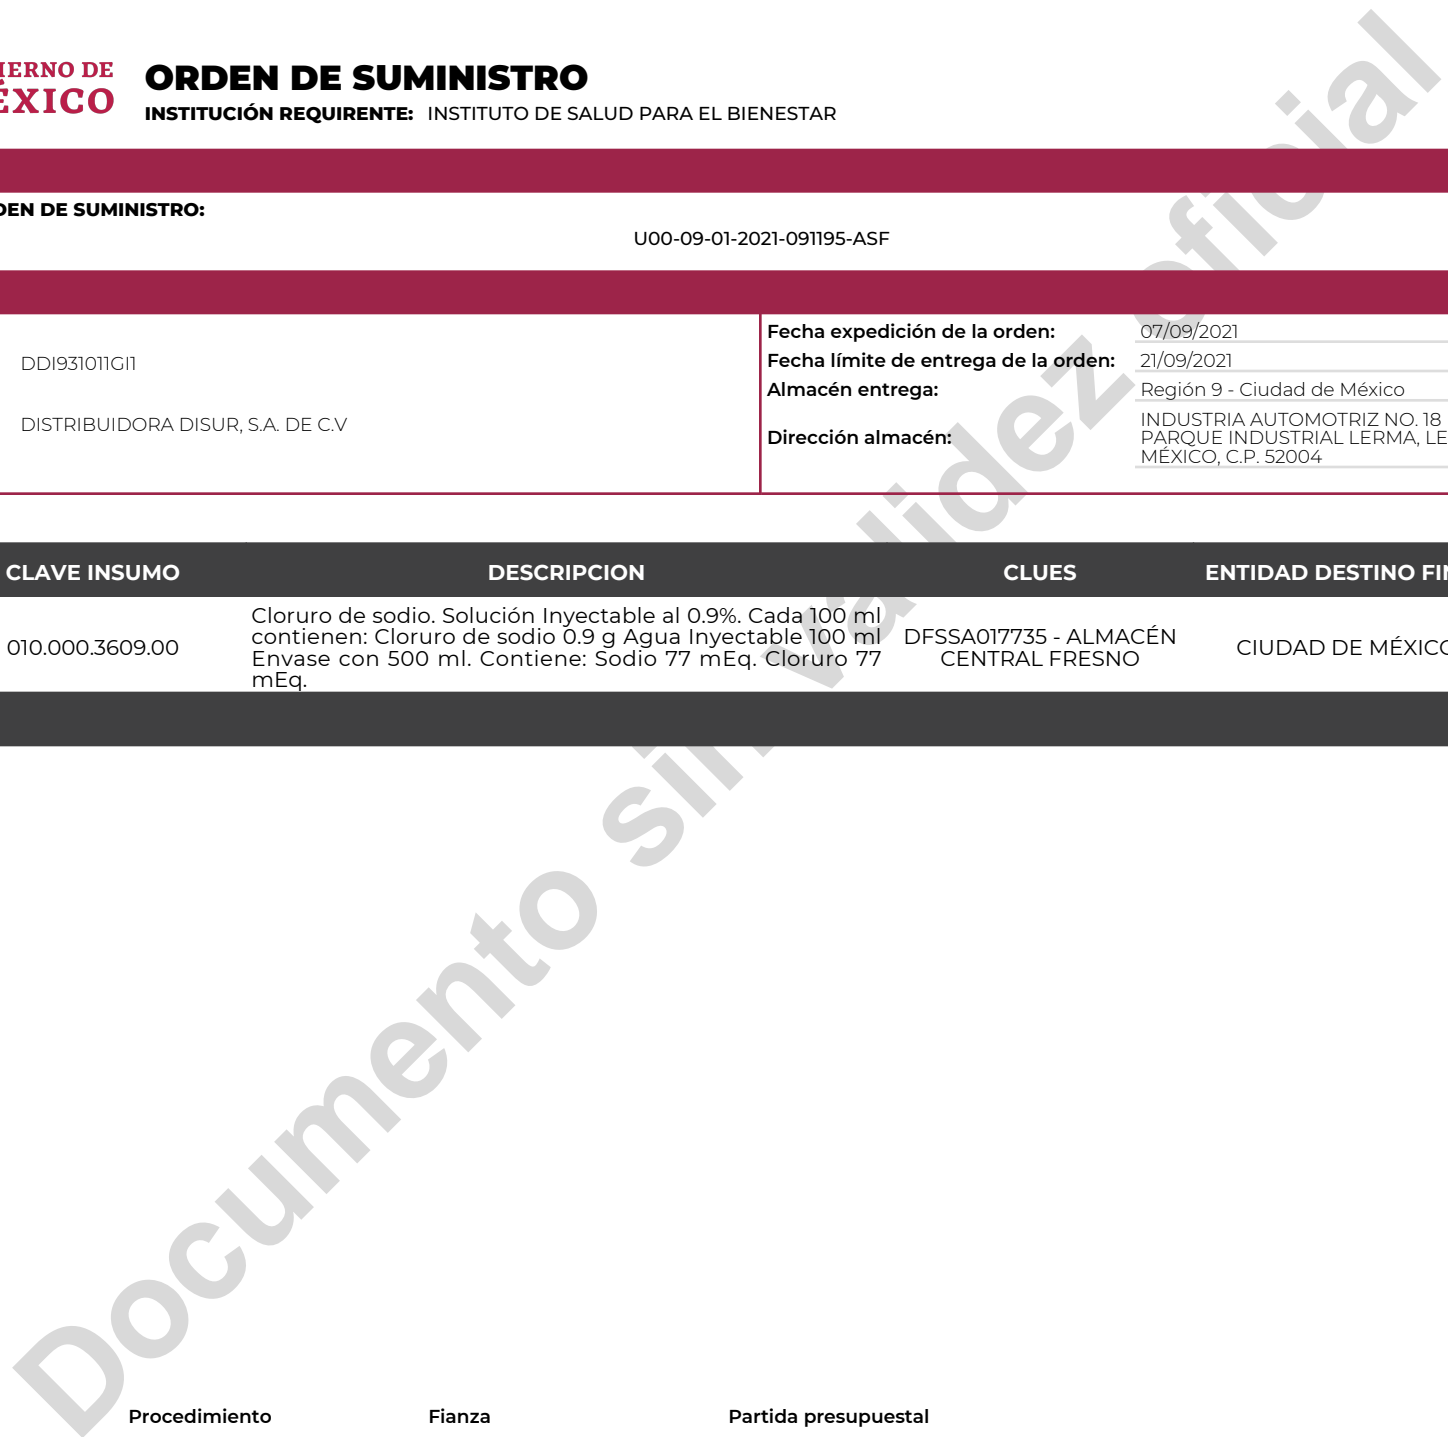 IERNO DE
ÉXICO
ORDEN DE SUMINISTRO
INSTITUCIÓN REQUIRENTE: INSTITUTO DE SALUD PARA EL BIENESTAR
DEN DE SUMINISTRO:
U00-09-01-2021-091195-ASF
DDI931011GI1
DISTRIBUIDORA DISUR, S.A. DE C.V
Fecha expedición de la orden: 07/09/2021
Fecha límite de entrega de la orden: 21/09/2021
Almacén entrega: Región 9 - Ciudad de México
Dirección almacén:
INDUSTRIA AUTOMOTRIZ NO. 18
PARQUE INDUSTRIAL LERMA, LE
MÉXICO, C.P. 52004
CLAVE INSUMO DESCRIPCION CLUES ENTIDAD DESTINO FIN
010.000.3609.00
Cloruro de sodio. Solución Inyectable al 0.9%. Cada 100 ml
contienen: Cloruro de sodio 0.9 g Agua Inyectable 100 ml
Envase con 500 ml. Contiene: Sodio 77 mEq. Cloruro 77
mEq.
DFSSA017735 - ALMACÉN
CENTRAL FRESNO
CIUDAD DE MÉXICO
Documento sin validez oficial
Procedimiento Fianza Partida presupuestal